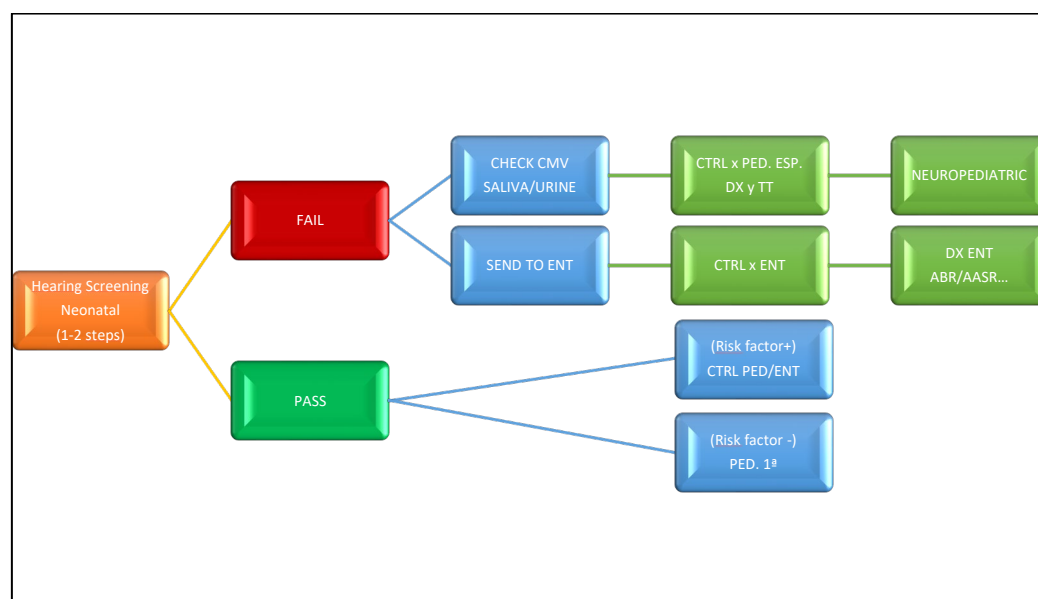 CHECK CMV
SALIVA/URINE
CTRL x PED. ESP.
DX y TT
NEUROPEDIATRIC
FAIL
SEND TO ENT
CTRL x ENT
DX ENT
ABR/AASR...
Hearing Screening
Neonatal
(1-2 steps)
(Risk factor+)
CTRL PED/ENT
PASS
(Risk factor -)
PED. 1ª